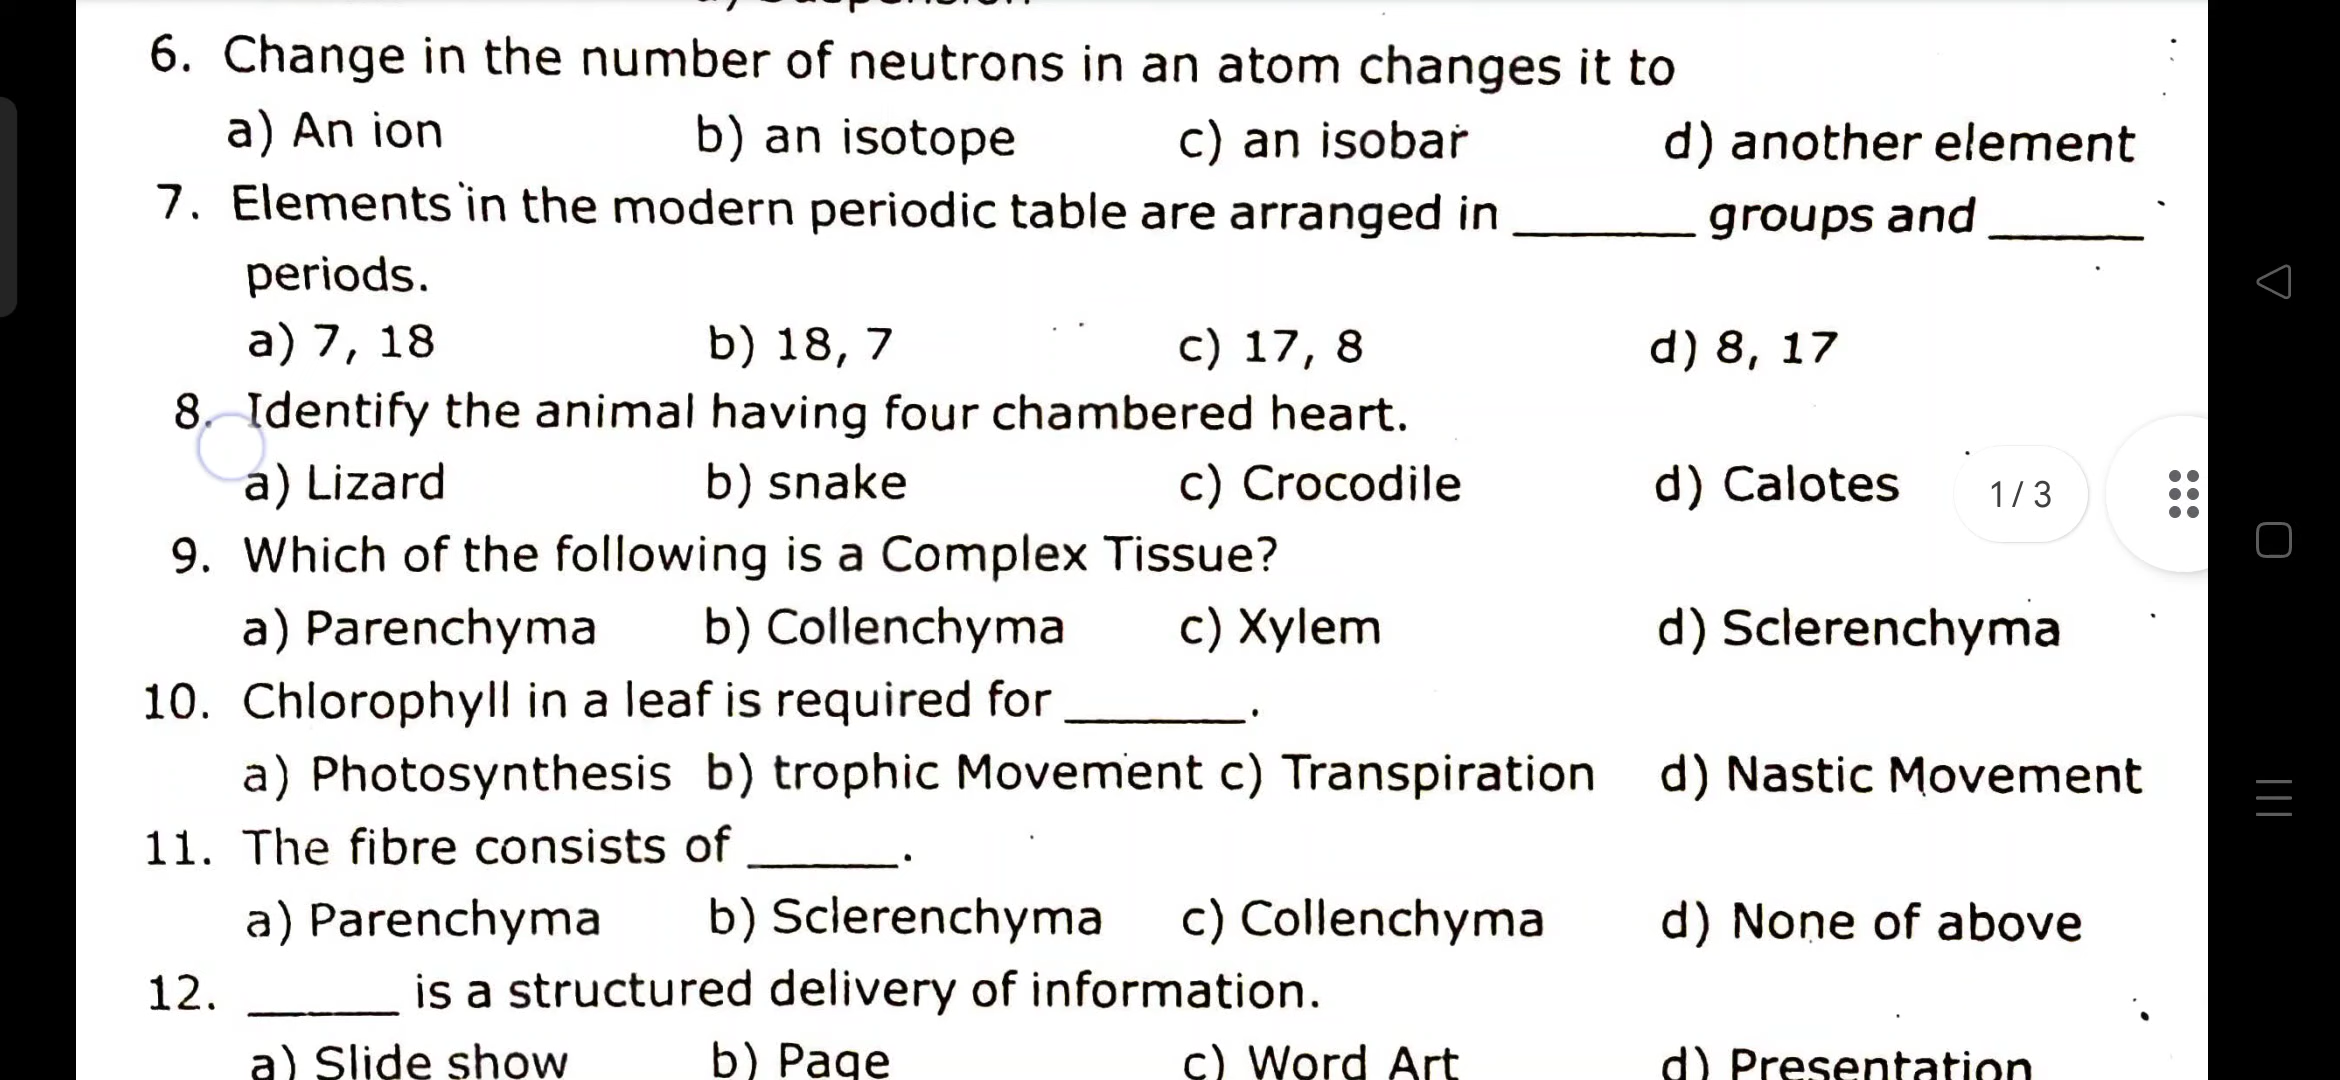 6. Change in the number of neutrons in an atom changes it to
a) An ion b) an isotope c) an isobar d) another element
7. Elements in the modern periodic table are arranged in ______ groups and ______
periods.
a) 7, 18 b) 18, 7 c) 17, 8 d) 8, 17
8. Identify the animal having four chambered heart.
a) Lizard b) snake c) Crocodile d) Calotes
1/3
9. Which of the following is a Complex Tissue?
a) Parenchyma b) Collenchyma c) Xylem d) Sclerenchyma
10. Chlorophyll in a leaf is required for ______.
a) Photosynthesis b) trophic Movement c) Transpiration d) Nastic Movement
11. The fibre consists of ______.
a) Parenchyma b) Sclerenchyma c) Collenchyma d) None of above
12. ______ is a structured delivery of information.
a) Slide show b) Page c) Word Art d) Presentation